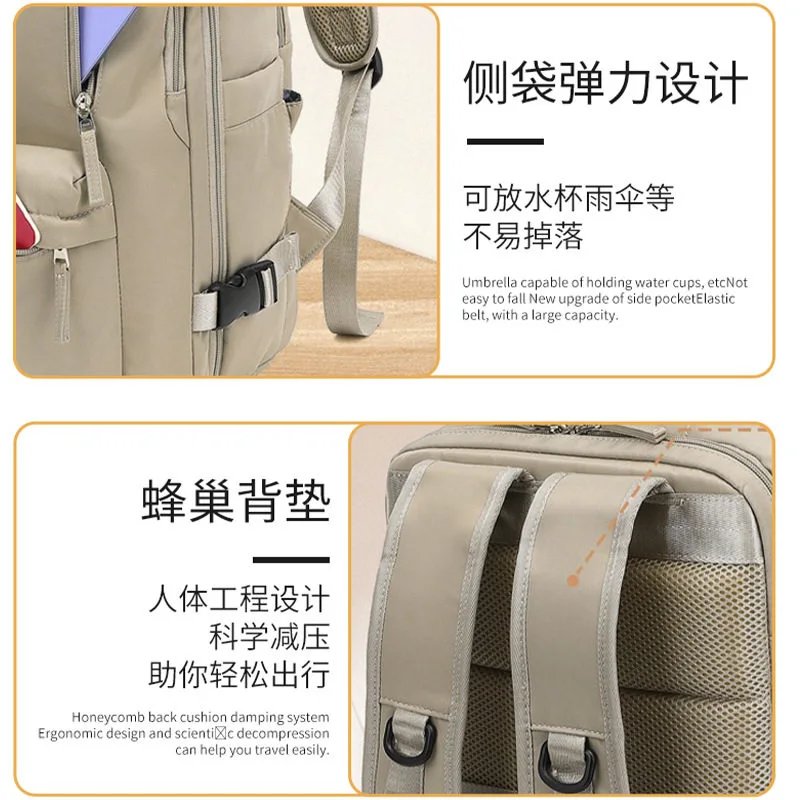 侧袋弹力设计
可放水杯雨伞等
不易掉落
Umbrella capable of holding water cups, etcNot
easy to fall New upgrade of side pocketElastic
belt, with a large capacity.
蜂巢背垫
人体工程设计
科学减压
助你轻松出行
Honeycomb back cushion damping system
Ergonomic design and scienti☒c decompression
can help you travel easily.